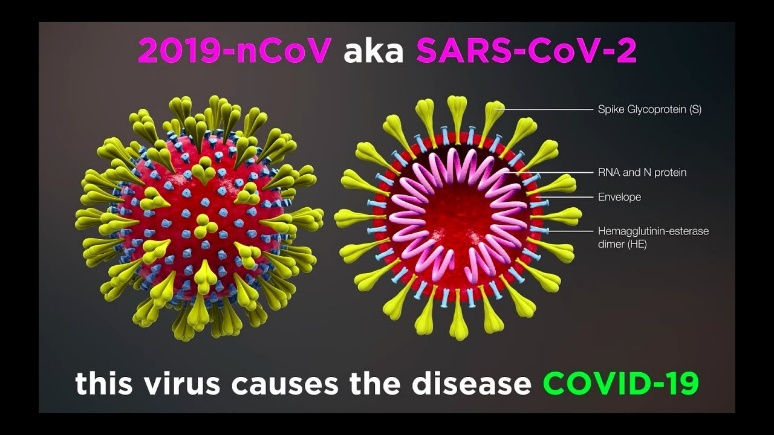 2019-nCoV aka SARS-CoV-2
Spike Glycoprotein (S)
RNA and N protein
Envelope
Hemagglutinin-esterase
dimer (HE)
this virus causes the disease COVID-19